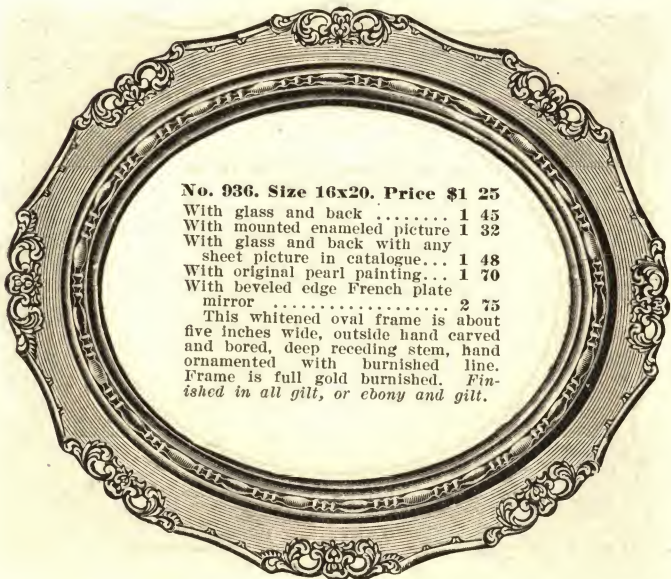 No. 936. Size 16x20. Price $1 25
With glass and back ........ 1 45
With mounted enameled picture 1 32
With glass and back with any
sheet picture in catalogue... 1 48
With original pearl painting... 1 70
With beveled edge French plate
mirror .................. 2 75
This whitened oval frame is about
five inches wide, outside hand carved
and bored, deep receding stem, hand
ornamented with burnished line.
Frame is full gold burnished. Fin-
ished in all gilt, or ebony and gilt.